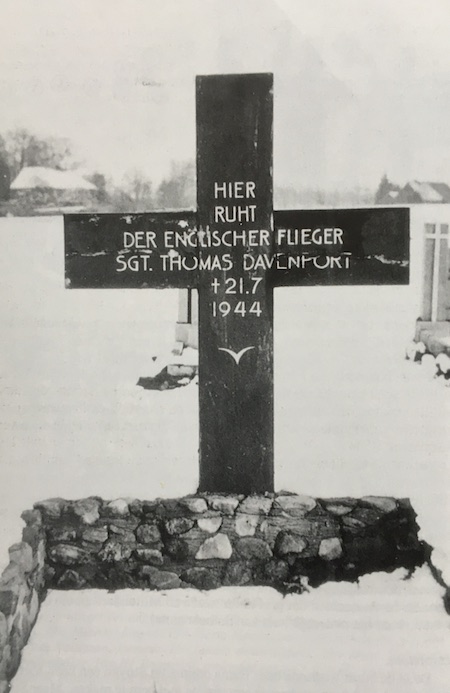 HIER
RUHT
DER ENGLISCHER FLIEGER
SGT. THOMAS DAVENPORT
† 21.7
1944